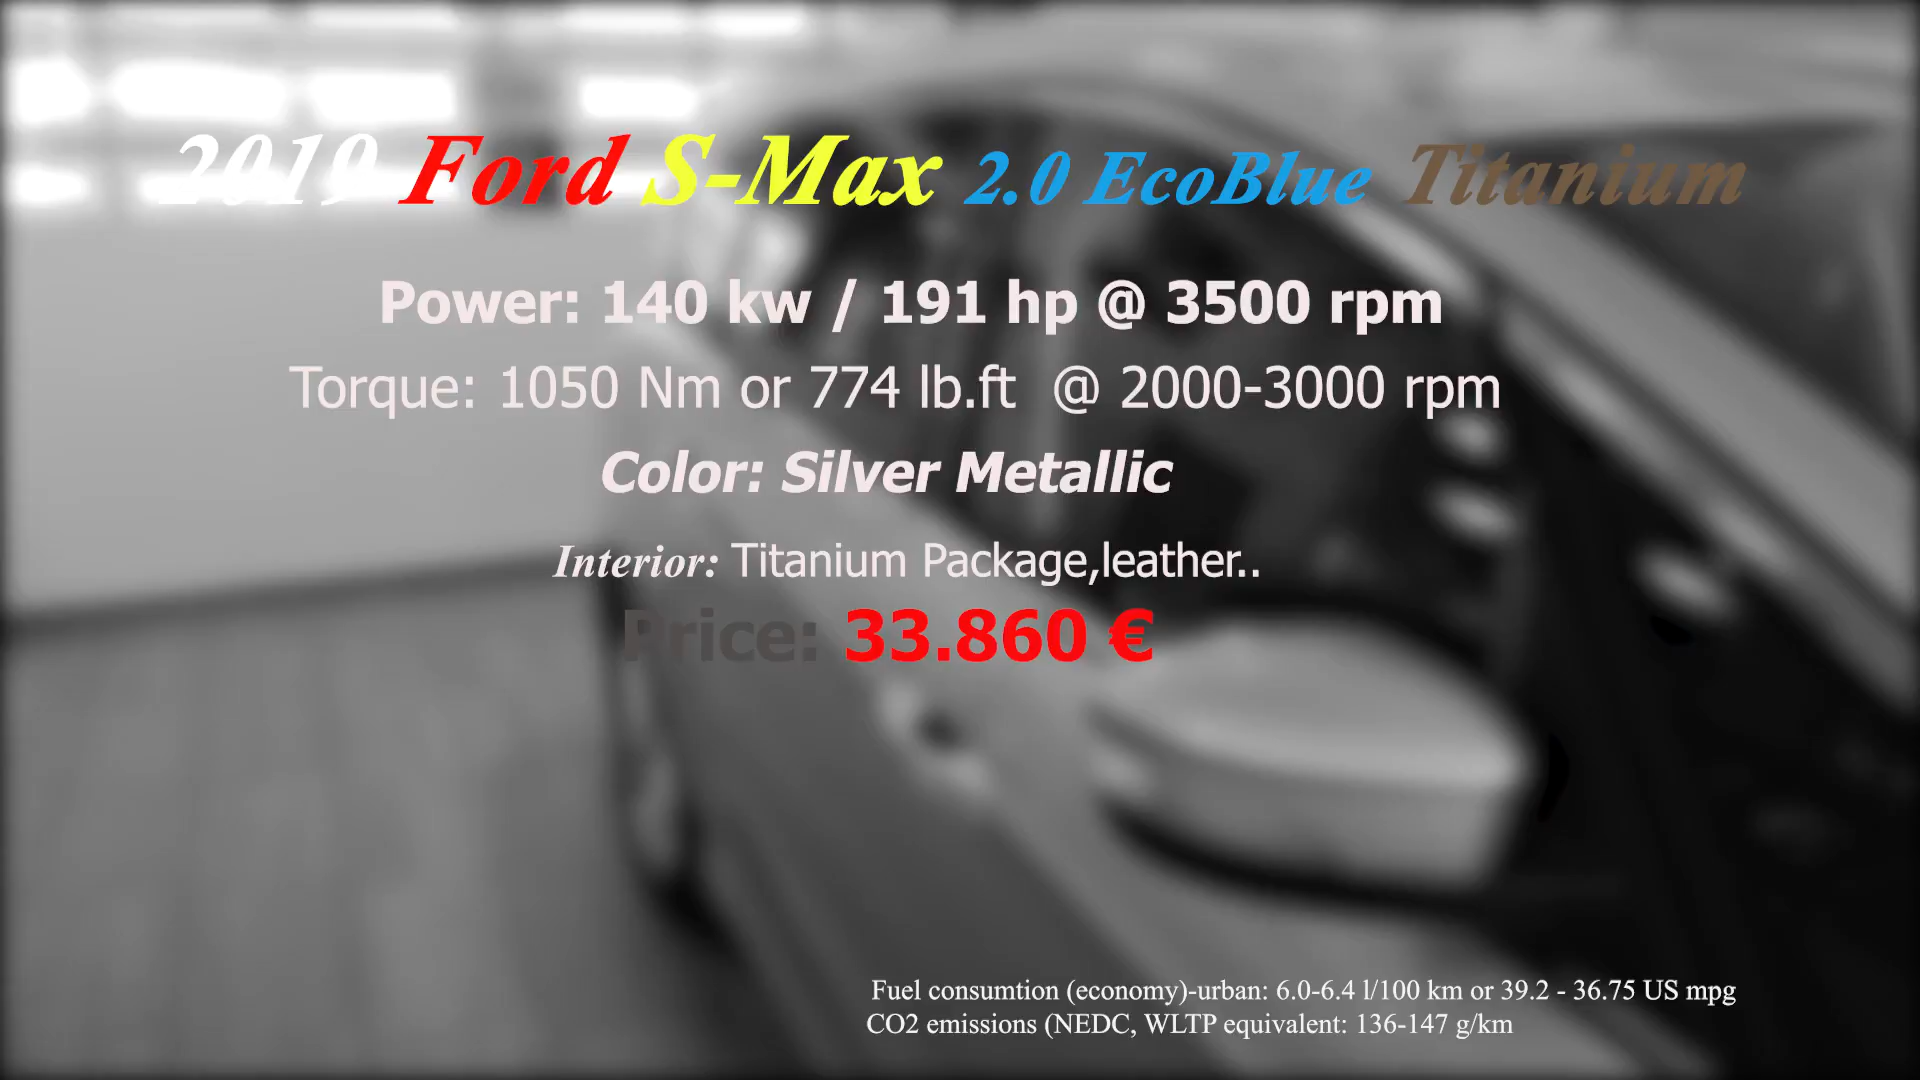 2019 Ford S-Max 2.0 EcoBlue Titanium
Power: 140 kw / 191 hp @ 3500 rpm
Torque: 1050 Nm or 774 lb.ft @ 2000-3000 rpm
Color: Silver Metallic
Interior: Titanium Package,leather..
Price: 33.860 €
Fuel consumtion (economy)-urban: 6.0-6.4 l/100 km or 39.2 - 36.75 US mpg
CO2 emissions (NEDC, WLTP equivalent: 136-147 g/km